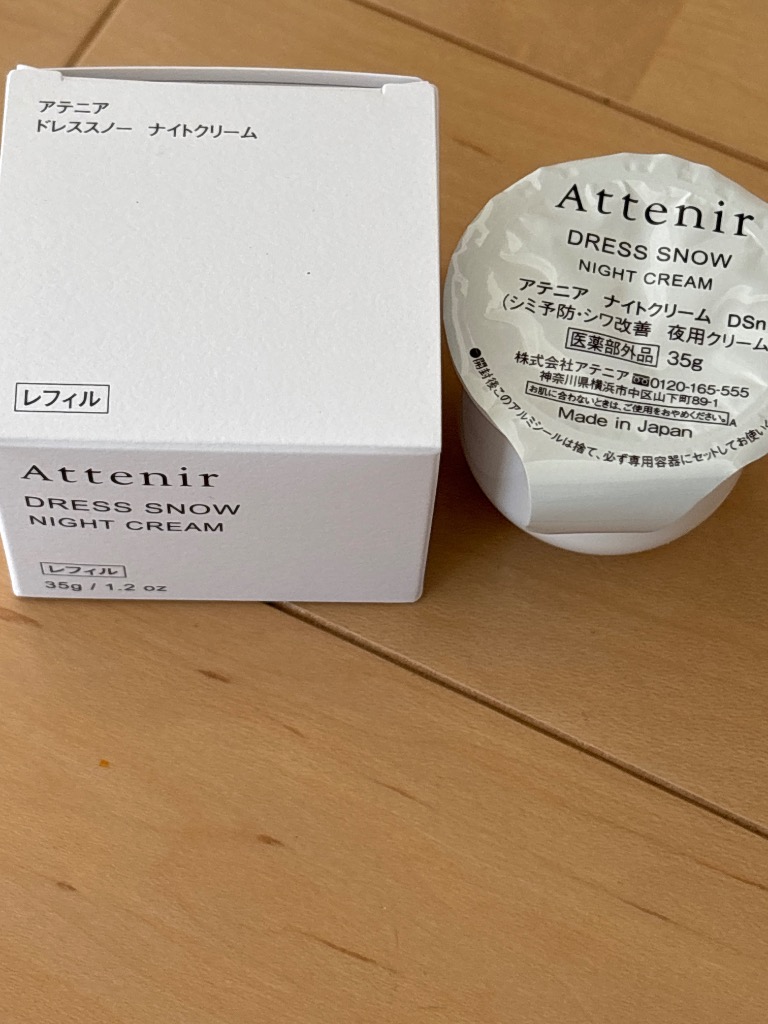 アテニア
ドレススノー ナイトクリーム
レフィル
Attenir
DRESS SNOW
NIGHT CREAM
レフィル
35g / 1.2 oz
Attenir
DRESS SNOW
NIGHT CREAM
アテニア ナイトクリーム DSn
(シミ予防・シワ改善 夜用クリーム
医薬部外品 35g
株式会社アテニア 0120-165-555
神奈川県横浜市中区山下町89-1
お肌に合わないときは、ご使用をおやめください。A
Made in Japan
●開封後このアルミシールは捨て、必ず専用容器にセットしてお使い